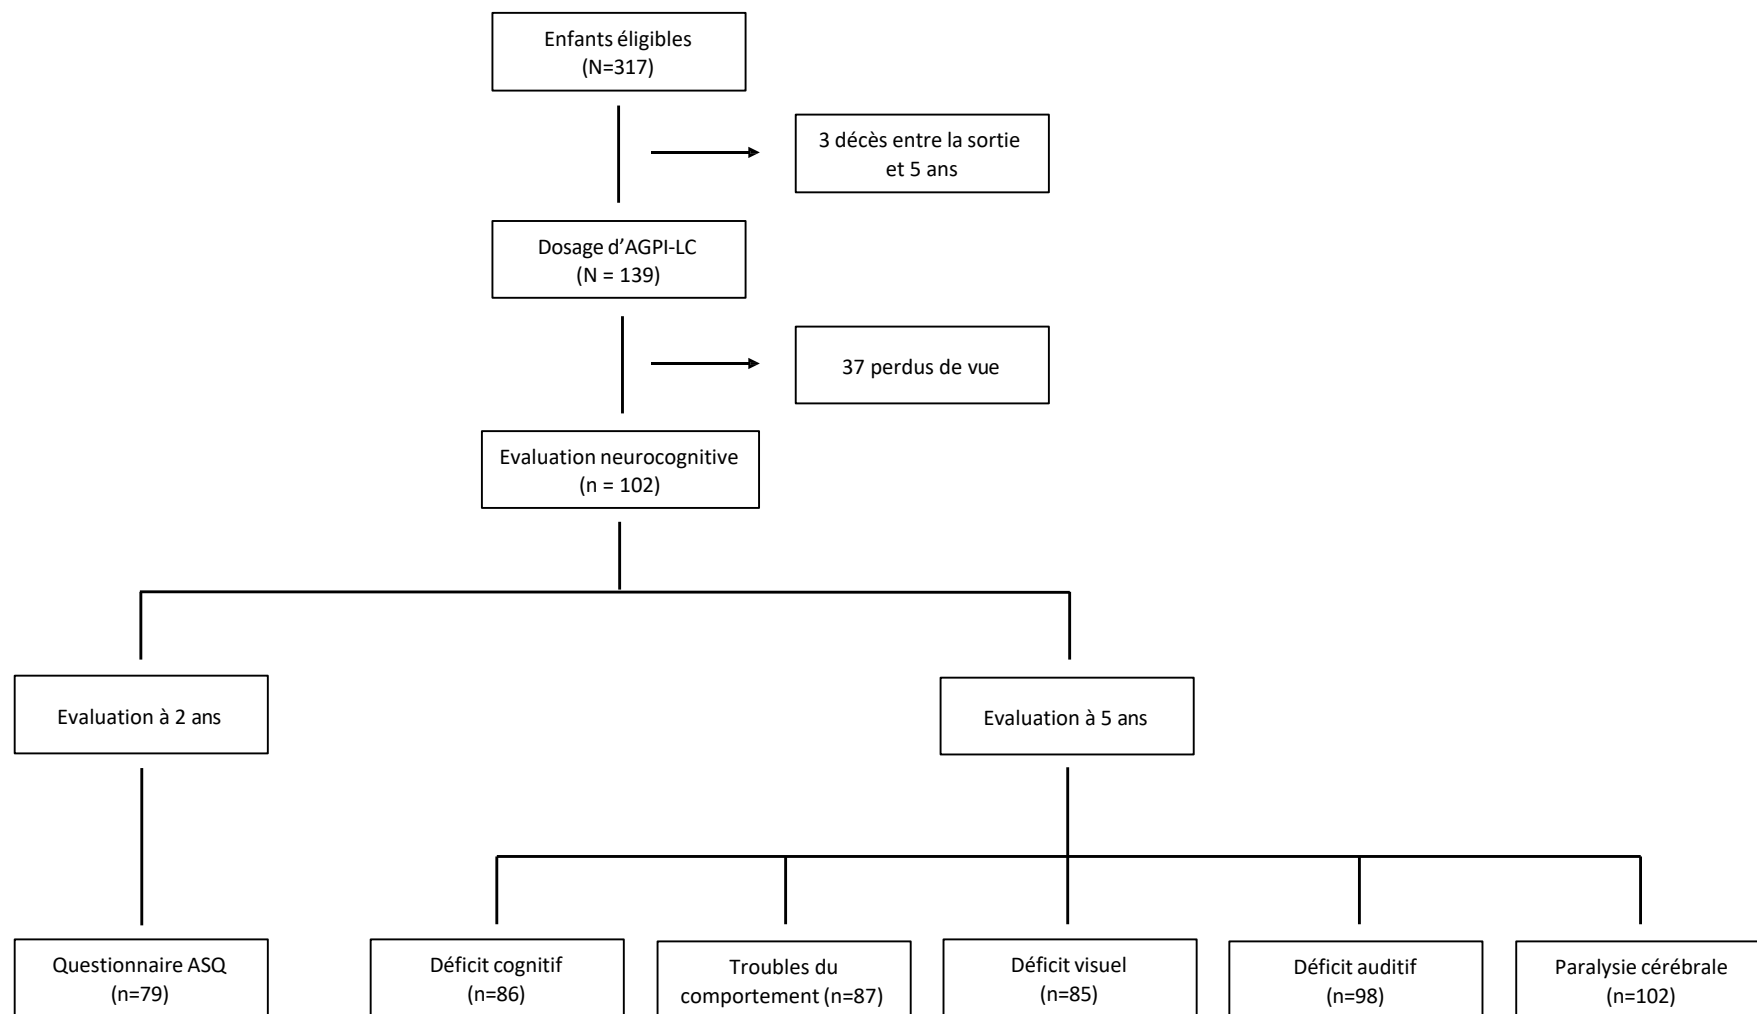 Enfants éligibles
(N=317)
3 décès entre la sortie
et 5 ans
Dosage d’AGPI-LC
(N = 139)
37 perdus de vue
Evaluation neurocognitive
(n = 102)
Evaluation à 2 ans
Evaluation à 5 ans
Questionnaire ASQ
(n=79)
Déficit cognitif
(n=86)
Troubles du
comportement (n=87)
Déficit visuel
(n=85)
Déficit auditif
(n=98)
Paralysie cérébrale
(n=102)